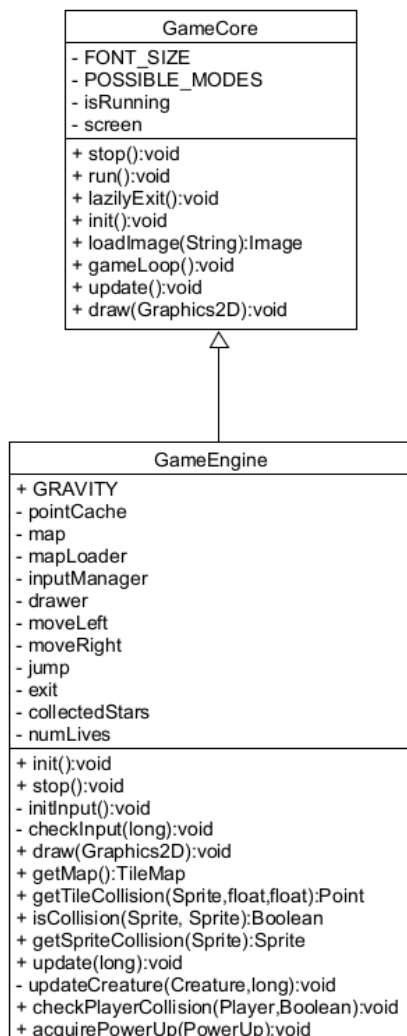 GameCore
- FONT_SIZE
- POSSIBLE_MODES
- isRunning
- screen
+ stop():void
+ run():void
+ lazilyExit():void
+ init():void
+ loadImage(String):Image
+ gameLoop():void
+ update():void
+ draw(Graphics2D):void
GameEngine
+ GRAVITY
- pointCache
- map
- mapLoader
- inputManager
- drawer
- moveLeft
- moveRight
- jump
- exit
- collectedStars
- numLives
+ init():void
+ stop():void
- initInput():void
- checkInput(long):void
+ draw(Graphics2D):void
+ getMap():TileMap
+ getTileCollision(Sprite,float,float):Point
+ isCollision(Sprite, Sprite):Boolean
+ getSpriteCollision(Sprite):Sprite
+ update(long):void
- updateCreature(Creature,long):void
+ checkPlayerCollision(Player,Boolean):void
+ acquirePowerUp(PowerUp):void